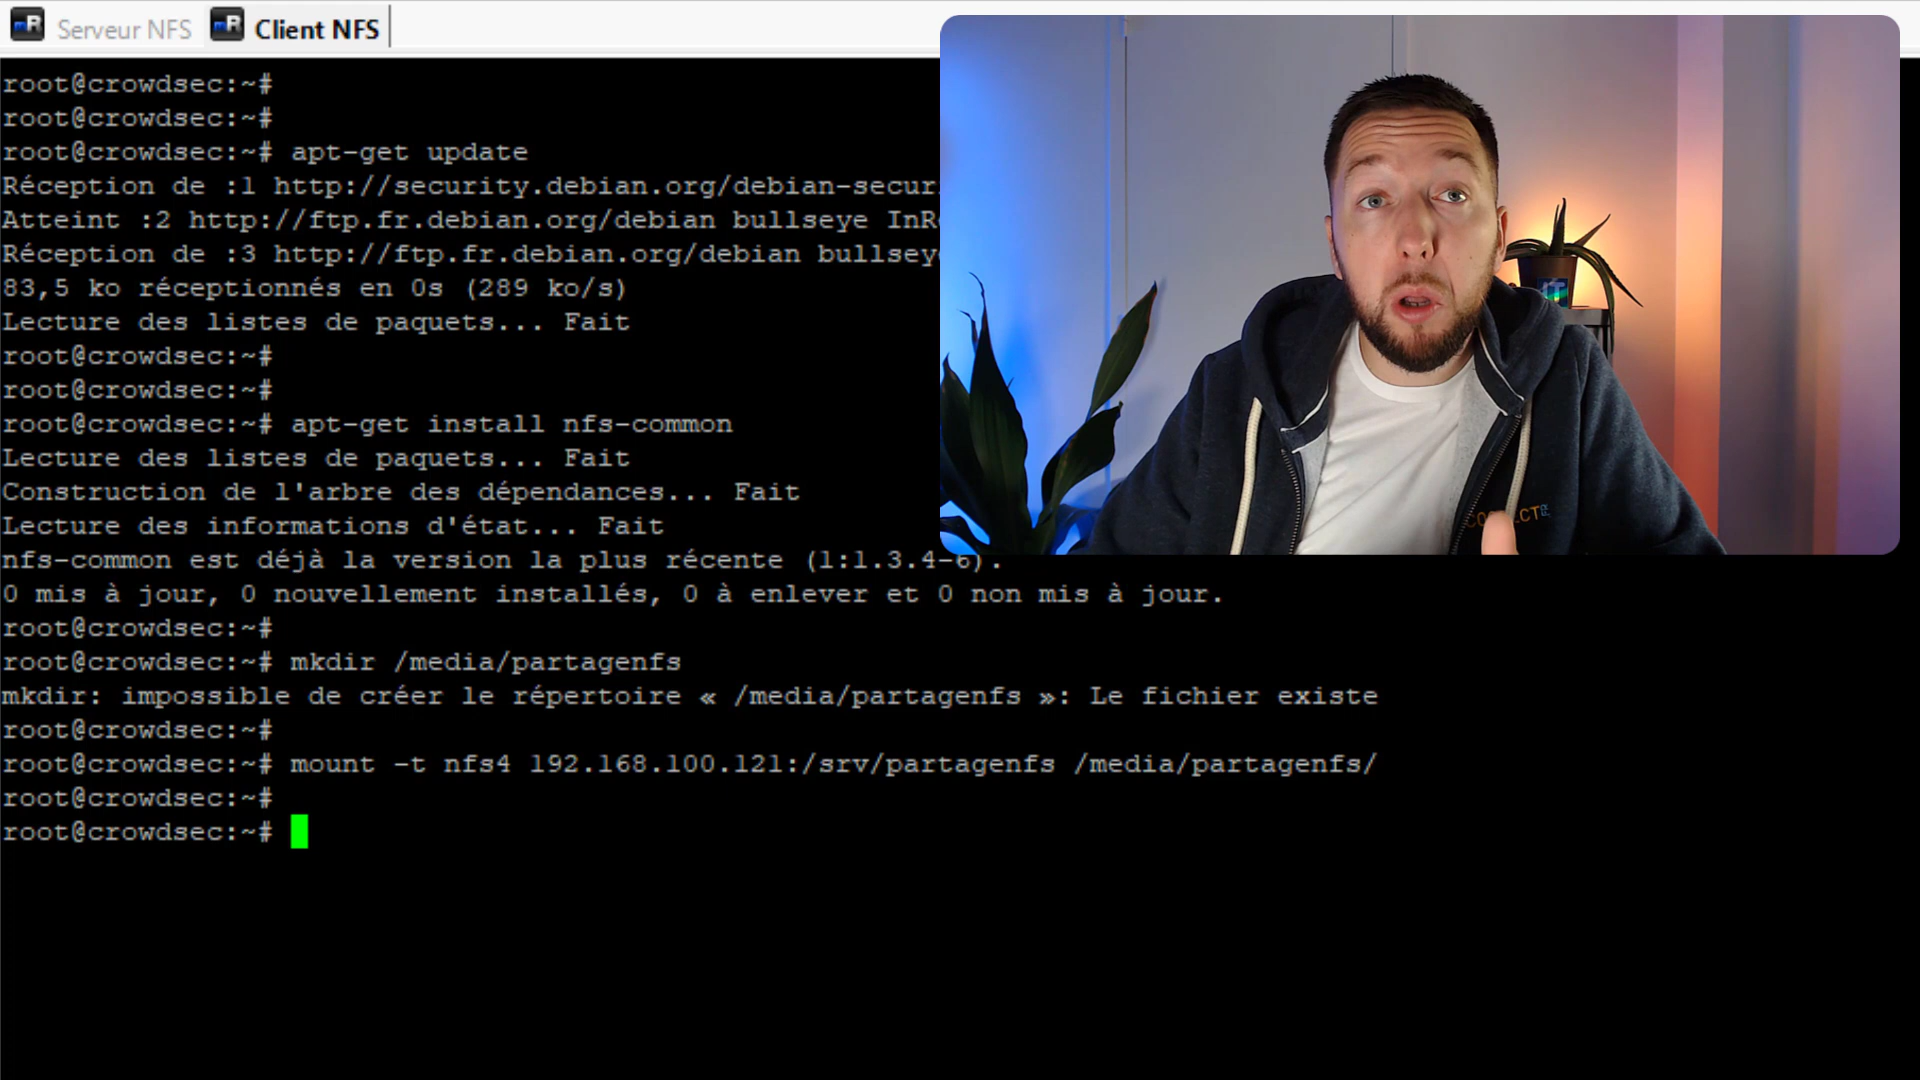 Serveur NFS
Client NFS
root@crowdsec:~#
root@crowdsec:~#
root@crowdsec:~# apt-get update
Réception de :1 http://security.debian.org/debian-secur
Atteint :2 http://ftp.fr.debian.org/debian bullseye InR
Réception de :3 http://ftp.fr.debian.org/debian bullsey
83,5 ko réceptionnés en 0s (289 ko/s)
Lecture des listes de paquets... Fait
root@crowdsec:~#
root@crowdsec:~#
root@crowdsec:~# apt-get install nfs-common
Lecture des listes de paquets... Fait
Construction de l'arbre des dépendances... Fait
Lecture des informations d'état... Fait
nfs-common est déjà la version la plus récente (1:1.3.4-6).
0 mis à jour, 0 nouvellement installés, 0 à enlever et 0 non mis à jour.
root@crowdsec:~#
root@crowdsec:~# mkdir /media/partagenfs
mkdir: impossible de créer le répertoire « /media/partagenfs »: Le fichier existe
root@crowdsec:~#
root@crowdsec:~# mount -t nfs4 192.168.100.121:/srv/partagenfs /media/partagenfs/
root@crowdsec:~#
root@crowdsec:~#
IT